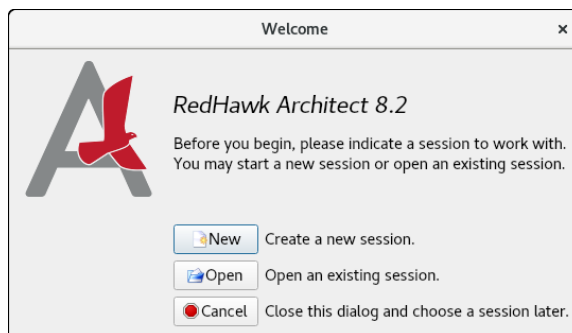 Welcome
RedHawk Architect 8.2
Before you begin, please indicate a session to work with.
You may start a new session or open an existing session.
New Create a new session.
Open Open an existing session.
Cancel Close this dialog and choose a session later.